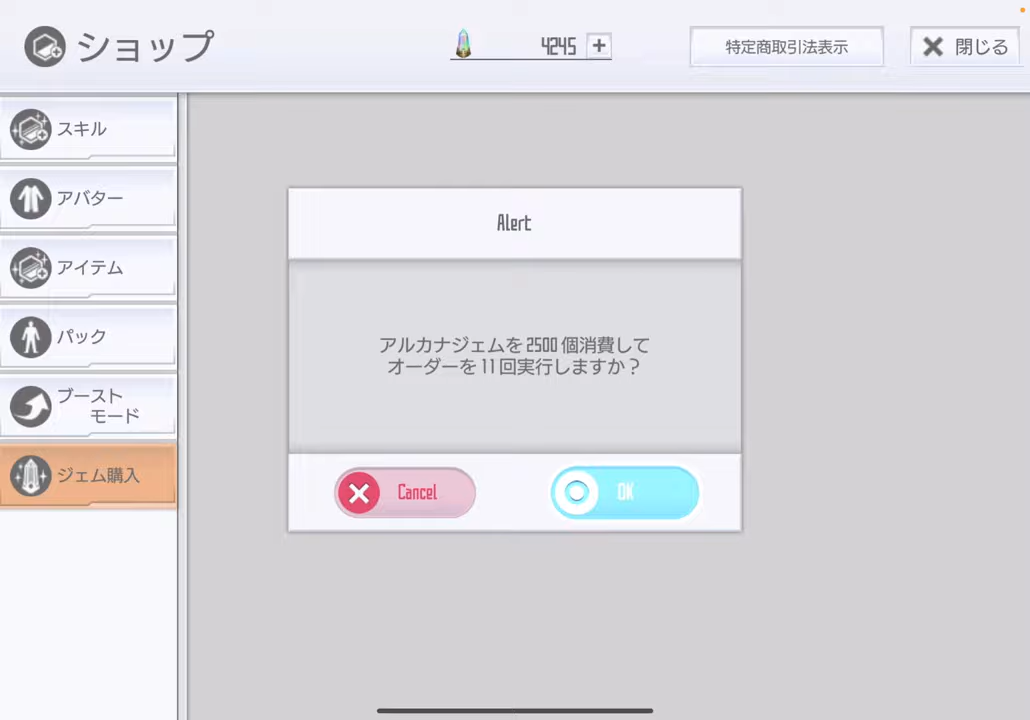 ショップ
4245
特定商取引法表示
閉じる
スキル
アバター
アイテム
パック
ブースト
モード
ジェム購入
Alert
アルカナジェムを2500個消費して
オーダーを11回実行しますか？
Cancel
OK